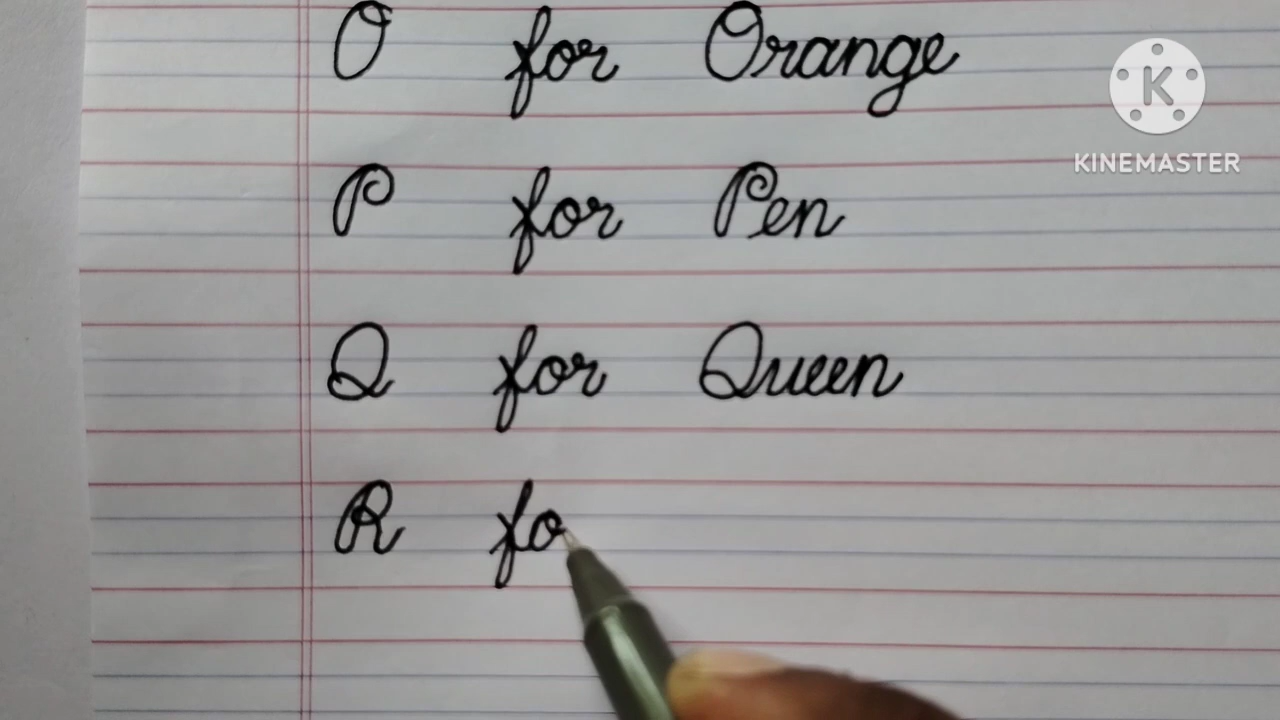 O for Orange
KINEMASTER
P for Pen
Q for Queen
R fo